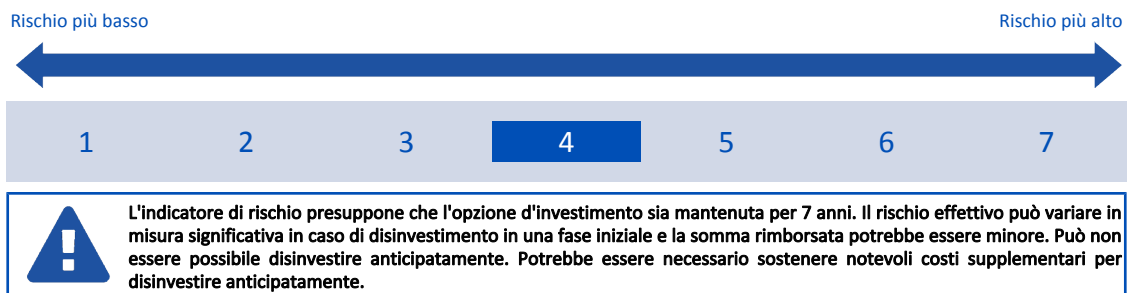 Rischio più basso Rischio più alto
1 2 3 4 5 6 7
L'indicatore di rischio presuppone che l'opzione d'investimento sia mantenuta per 7 anni. Il rischio effettivo può variare in
misura significativa in caso di disinvestimento in una fase iniziale e la somma rimborsata potrebbe essere minore. Può non
essere possibile disinvestire anticipatamente. Potrebbe essere necessario sostenere notevoli costi supplementari per
disinvestire anticipatamente.